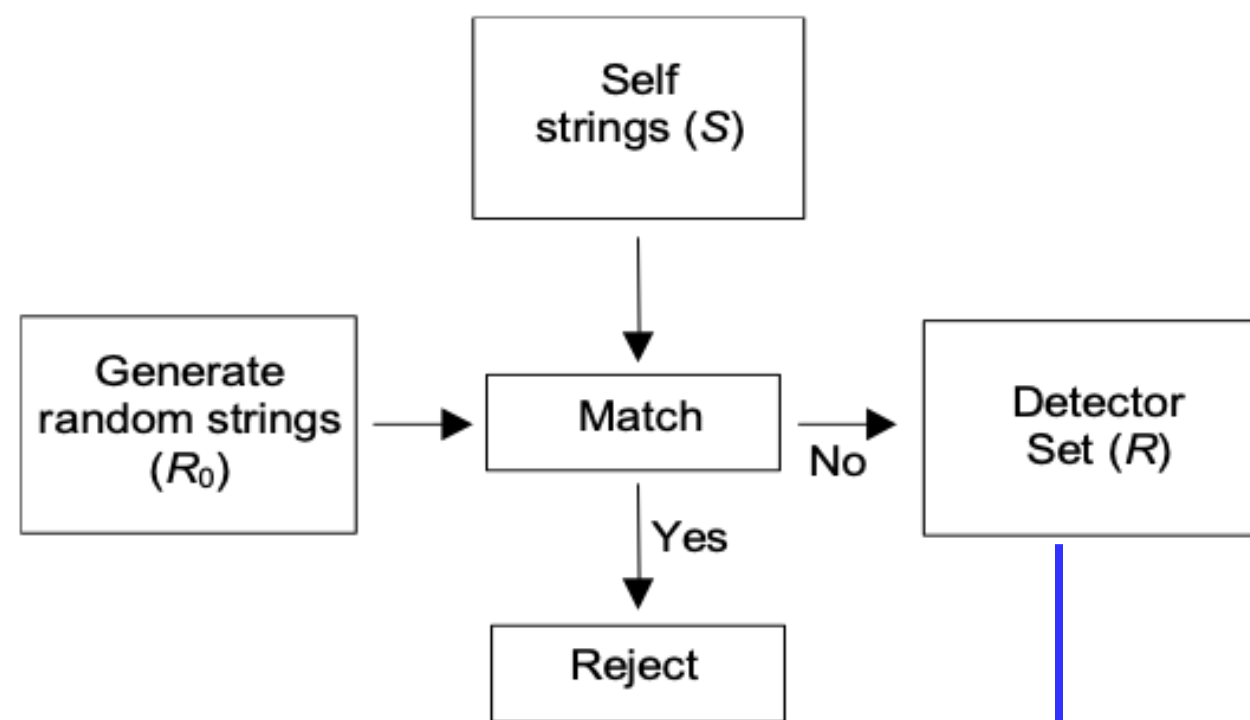 Self
strings (S)
Generate
random strings
(R₀)
Match
No
Detector
Set (R)
Yes
Reject